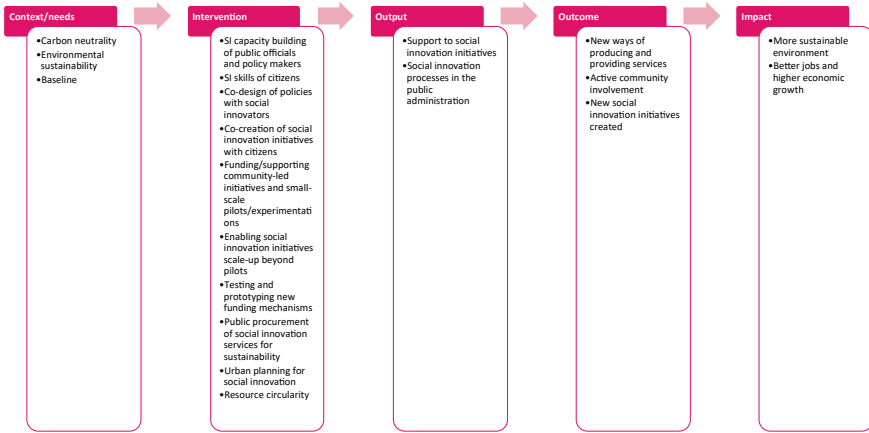 Context/needs
•Carbon neutrality
•Environmental
sustainability
•Baseline
Intervention
•SI capacity building
of public officials
and policy makers
•SI skills of citizens
•Co-design of policies
with social
innovators
•Co-creation of social
innovation initiatives
with citizens
•Funding/supporting
community-led
initiatives and small-
scale
pilots/experimentati
ons
•Enabling social
innovation initiatives
scale-up beyond
pilots
•Testing and
prototyping new
funding mechanisms
•Public procurement
of social innovation
services for
sustainability
•Urban planning for
social innovation
•Resource circularity
Output
•Support to social
innovation initiatives
•Social innovation
processes in the
public
administration
Outcome
•New ways of
producing and
providing services
•Active community
involvement
•New social
innovation initiatives
created
Impact
•More sustainable
environment
•Better jobs and
higher economic
growth